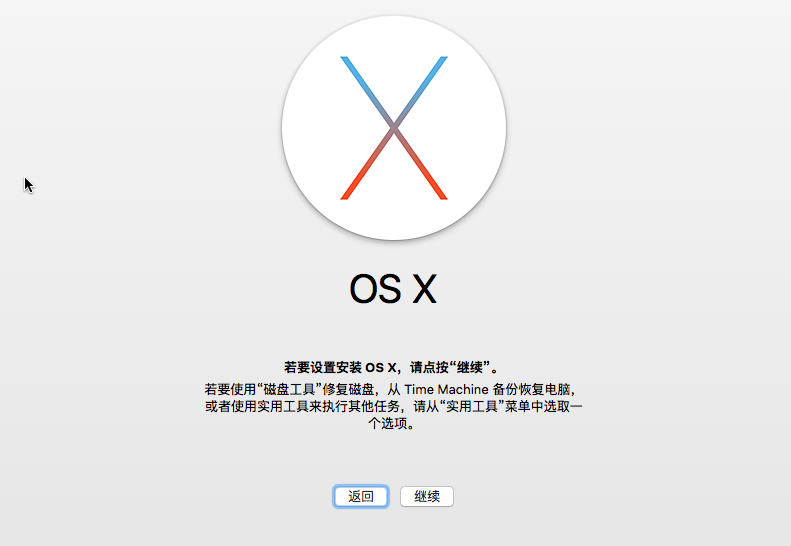 OS X
若要设置安装 OS X，请点按“继续”。
若要使用“磁盘工具”修复磁盘，从 Time Machine 备份恢复电脑，
或者使用实用工具来执行其他任务，请从“实用工具”菜单中选取一
个选项。
返回 继续